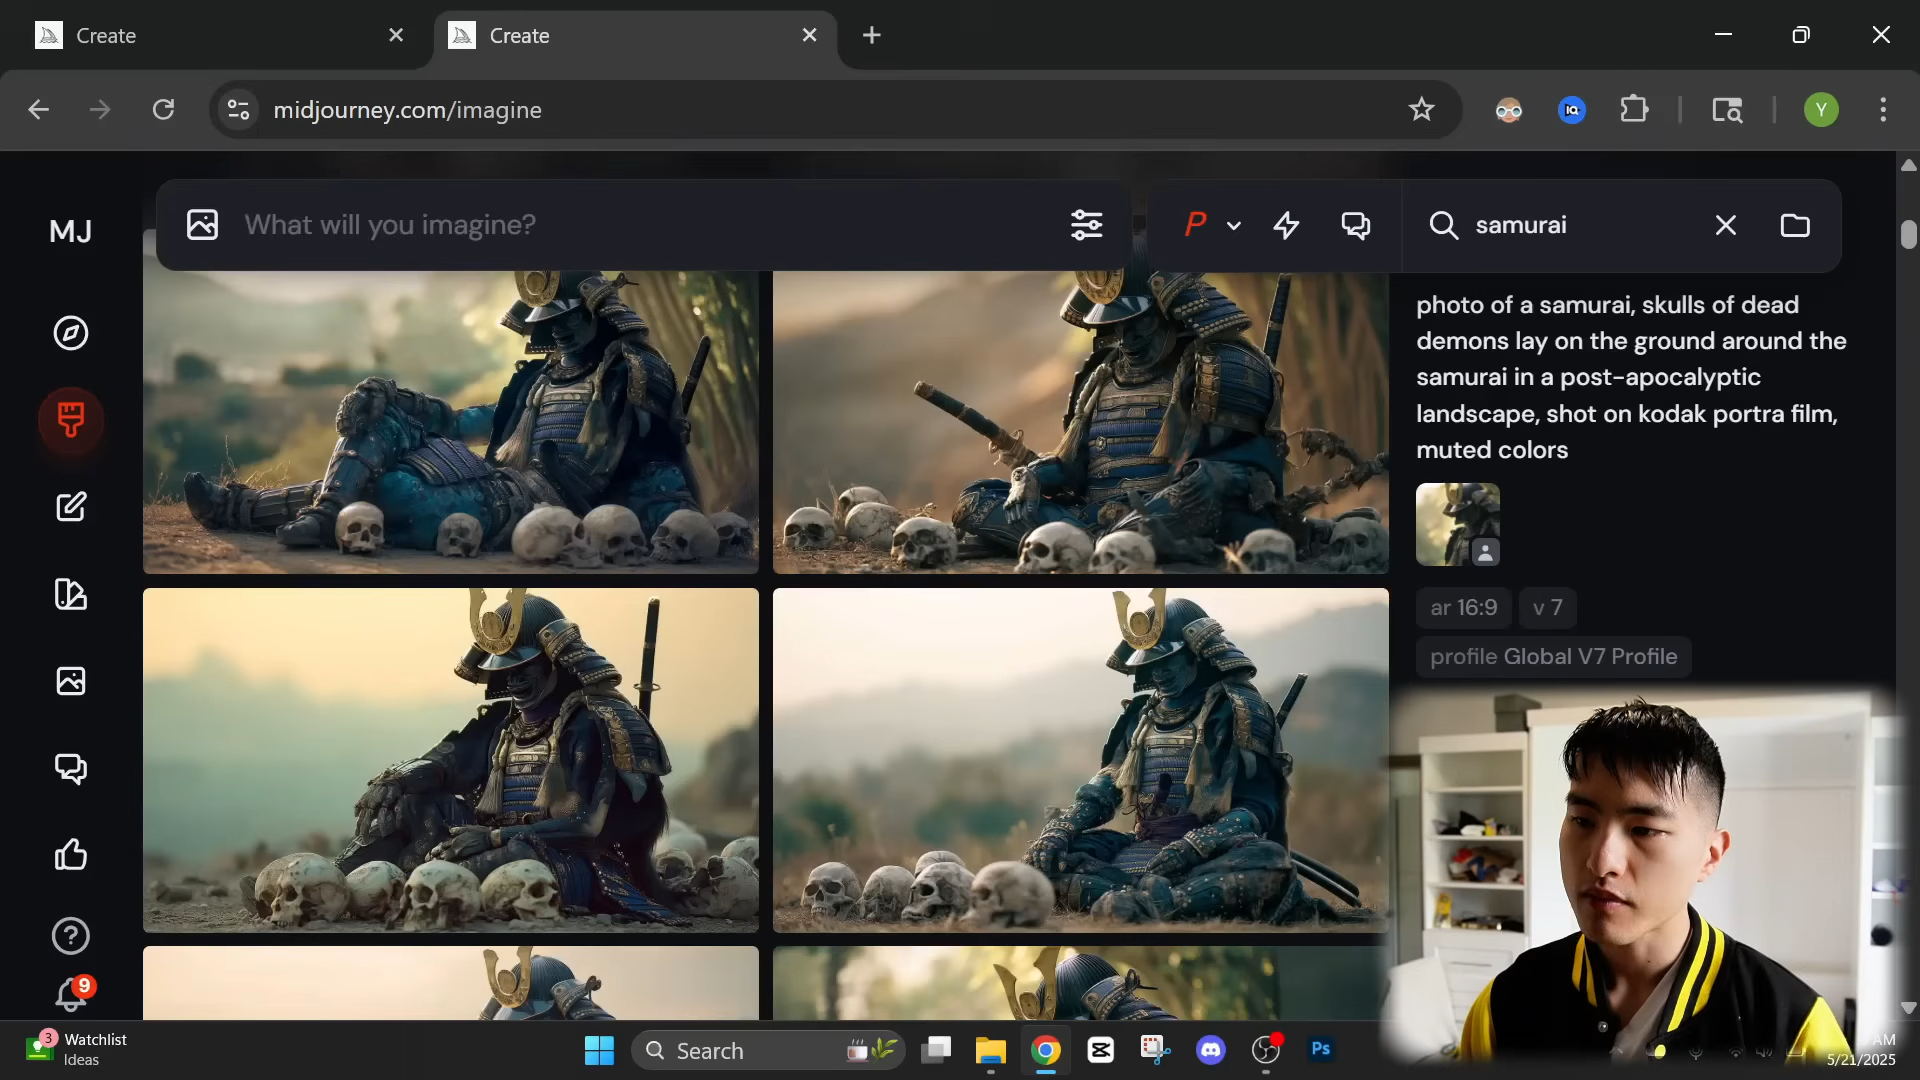 Create
Create
midjourney.com/imagine
IQ
Y
MJ
What will you imagine?
P
samurai
photo of a samurai, skulls of dead
demons lay on the ground around the
samurai in a post-apocalyptic
landscape, shot on kodak portra film,
muted colors
ar 16:9
v 7
profile Global V7 Profile
9
3
Watchlist
Ideas
Search
Ps
AM
5/21/2025